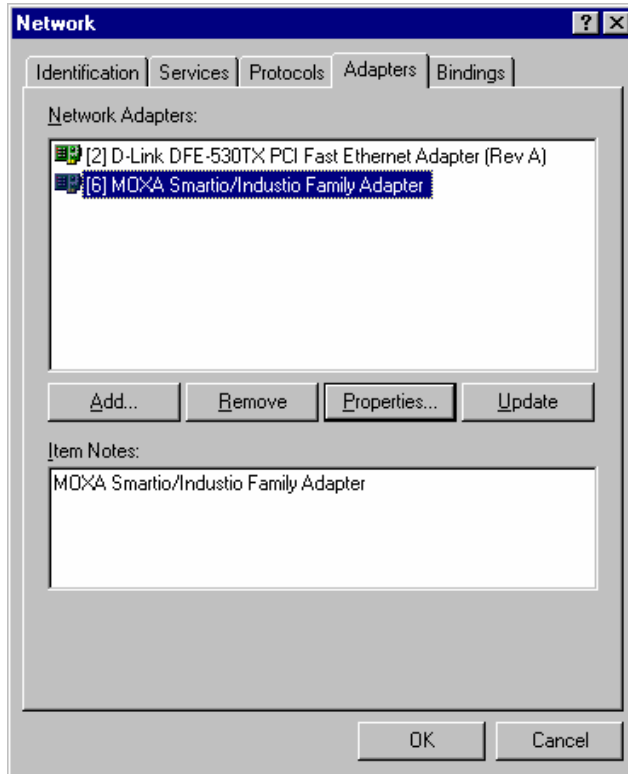 Network
Identification Services Protocols Adapters Bindings
Network Adapters:
[2] D-Link DFE-530TX PCI Fast Ethernet Adapter (Rev A)
[6] MOXA Smartio/Industio Family Adapter
Add... Remove Properties... Update
Item Notes:
MOXA Smartio/Industio Family Adapter
OK Cancel